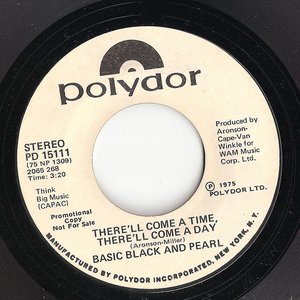 polydor
STEREO
PD 15111
(75 NP 1309)
2065 268
Time: 3:20
Think
Big Music
(CAPAC)
Produced by
Aronson-
Cape-Van
Winkle for
WAM Music
Corp. Ltd.
Ⓟ 1975
POLYDOR LTD.
Promotional
Copy
Not For Sale
THERE'LL COME A TIME,
THERE'LL COME A DAY
(Aronson-Miller)
BASIC BLACK AND PEARL
MANUFACTURED BY POLYDOR INCORPORATED, NEW YORK, N.Y.